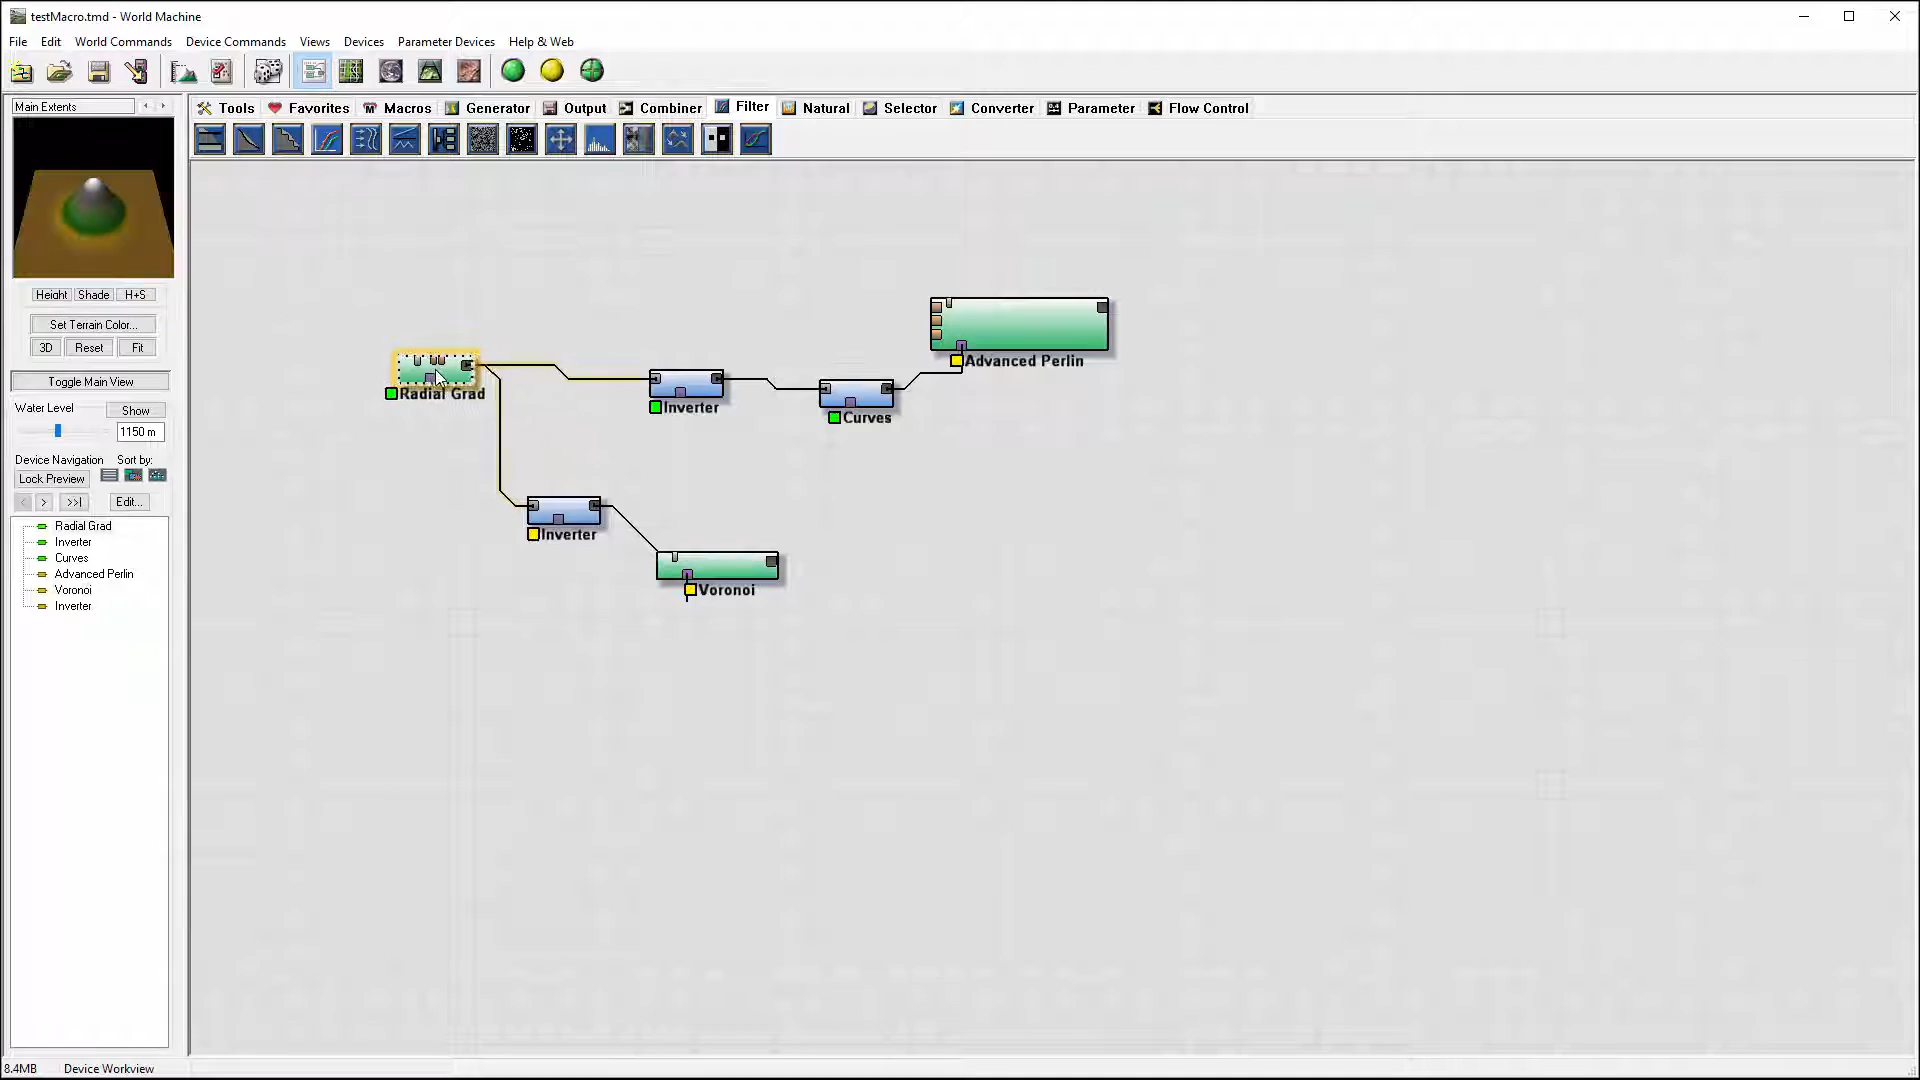 testMacro.tmd - World Machine
File Edit World Commands Device Commands Views Devices Parameter Devices Help & Web
Main Extents
Tools Favorites Macros Generator Output Combiner Filter Natural Selector Converter Parameter Flow Control
Height Shade H+S
Set Terrain Color...
3D Reset Fit
Toggle Main View
Water Level Show
1150 m
Device Navigation Sort by:
Lock Preview
< > >>| Edit...
Radial Grad
Inverter
Curves
Advanced Perlin
Voronoi
Inverter
Advanced Perlin
Radial Grad
Inverter
Curves
Inverter
Voronoi
8.4MB Device Workview